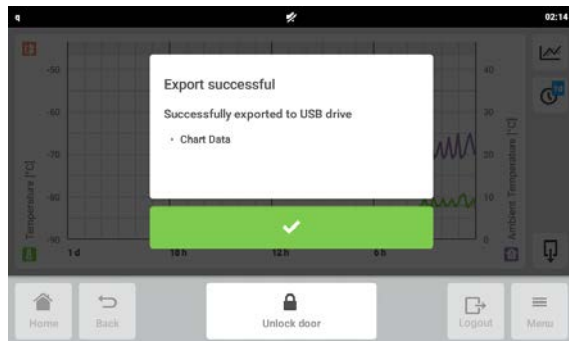 q
02:14
-50
-60
-70
-80
-90
Temperature [°C]
40
30
20
10
0
Ambient Temperature [°C]
Export successful
Successfully exported to USB drive
· Chart Data
1 d
18 h
12 h
6 h
Home
Back
Unlock door
Logout
Menu